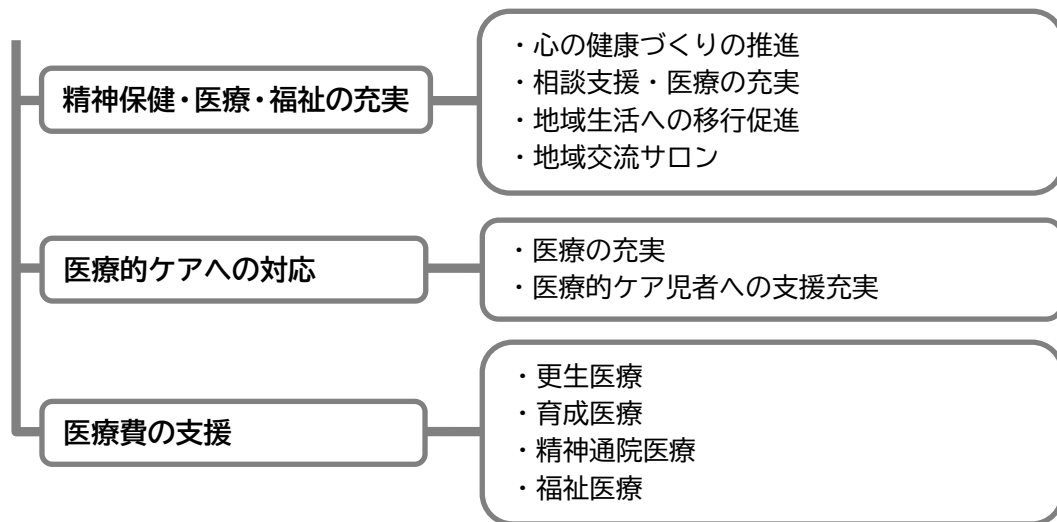 精神保健・医療・福祉の充実
・心の健康づくりの推進
・相談支援・医療の充実
・地域生活への移行促進
・地域交流サロン
医療的ケアへの対応
・医療の充実
・医療的ケア児者への支援充実
医療費の支援
・更生医療
・育成医療
・精神通院医療
・福祉医療